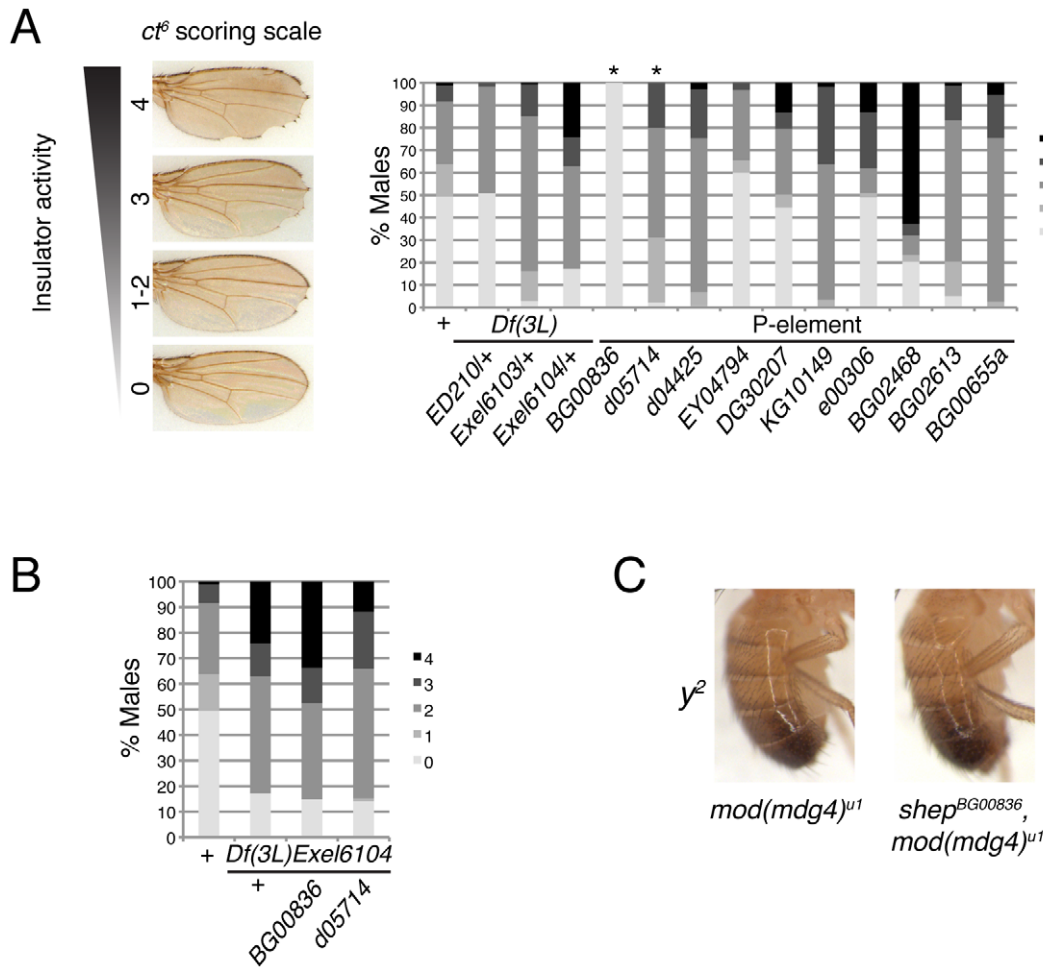 A
ct⁶ scoring scale
Insulator activity
4
3
1-2
0
% Males
100
90
80
70
60
50
40
30
20
10
0
* *
+ Df(3L) P-element
ED210/+
Exel6103/+
Exel6104/+
BG00836
d05714
d04425
EY04794
DG30207
KG10149
e00306
BG02468
BG02613
BG00655a
B
% Males
100
90
80
70
60
50
40
30
20
10
0
4
3
2
1
0
+ Df(3L)Exel6104
+
BG00836
d05714
C
y²
mod(mdg4)ᵘ¹
shepᴮᴳ⁰⁰⁸³⁶,
mod(mdg4)ᵘ¹